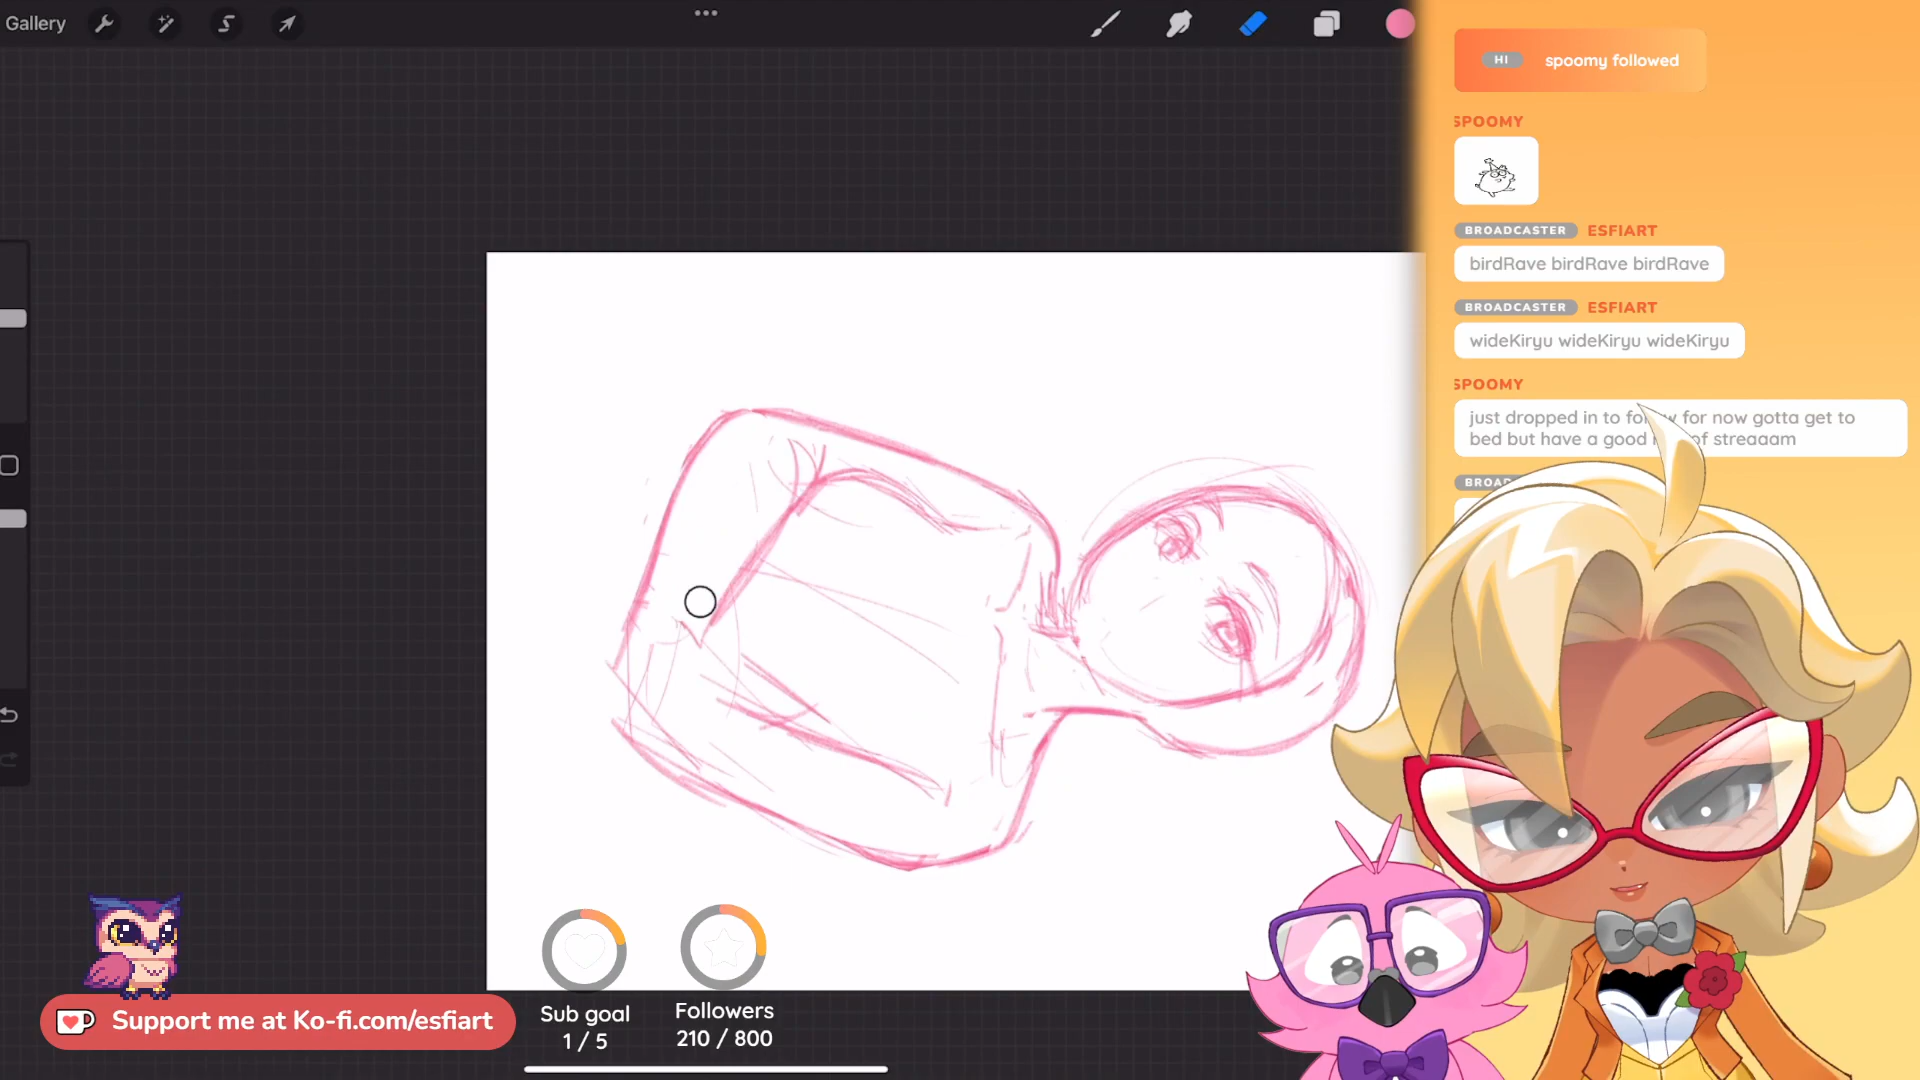 Gallery
HI spoomy followed
SPOOMY
BROADCASTER ESFIART
birdRave birdRave birdRave
BROADCASTER ESFIART
wideKiryu wideKiryu wideKiryu
SPOOMY
just dropped in to for now gotta get to
bed but have a good of streaaam
Support me at Ko-fi.com/esfiart
Sub goal
1 / 5
Followers
210 / 800